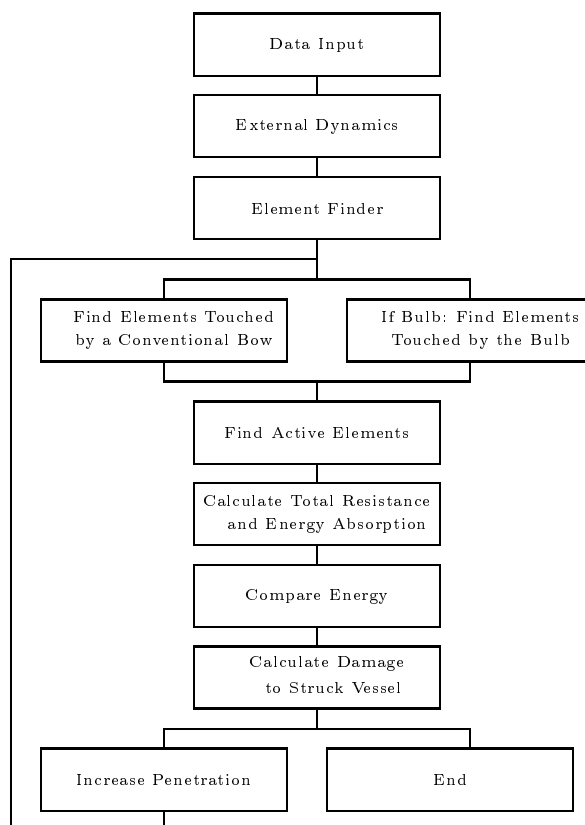 Data Input
External Dynamics
Element Finder
Find Elements Touched
by a Conventional Bow
If Bulb: Find Elements
Touched by the Bulb
Find Active Elements
Calculate Total Resistance
and Energy Absorption
Compare Energy
Calculate Damage
to Struck Vessel
Increase Penetration
End